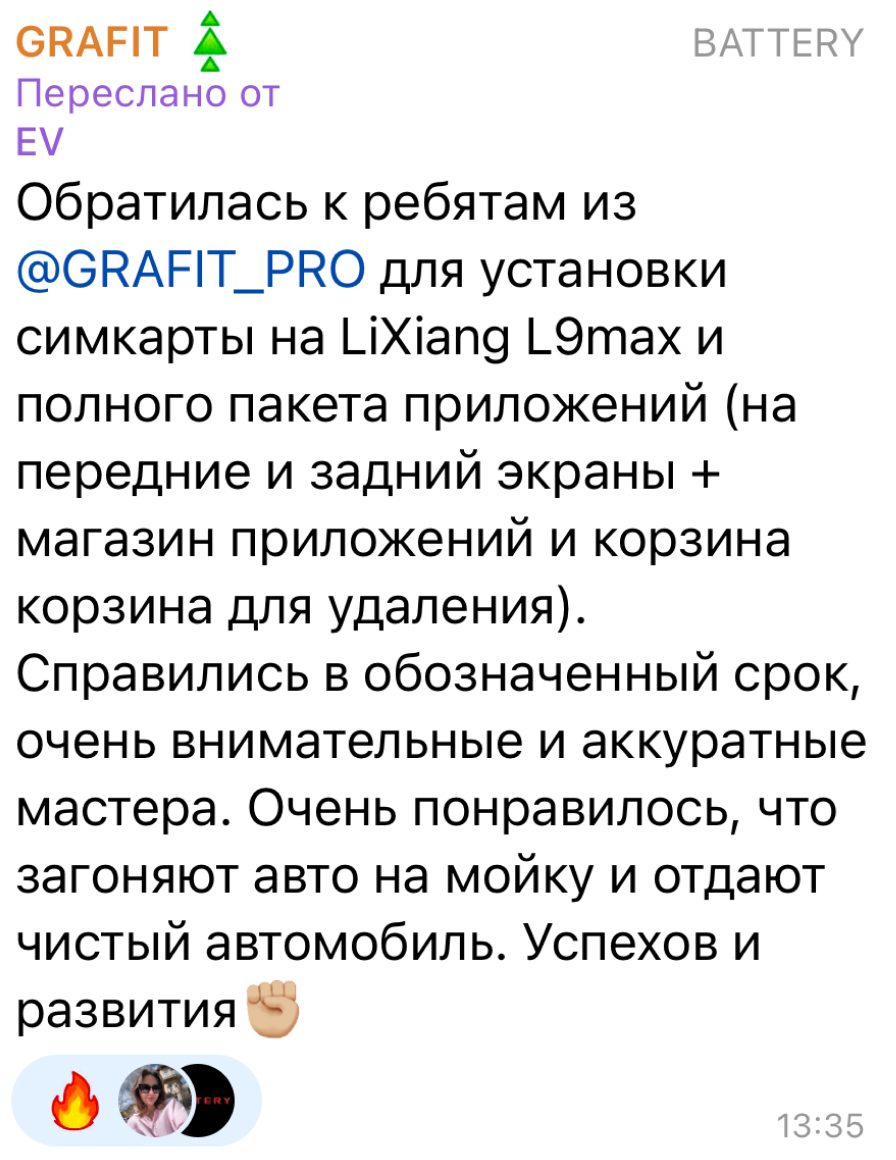 GRAFIT BATTERY
Переслано от
EV
Обратилась к ребятам из
@GRAFIT_PRO для установки
симкарты на LiXiang L9max и
полного пакета приложений (на
передние и задний экраны +
магазин приложений и корзина
корзина для удаления).
Справились в обозначенный срок,
очень внимательные и аккуратные
мастера. Очень понравилось, что
загоняют авто на мойку и отдают
чистый автомобиль. Успехов и
развития
TERY
13:35